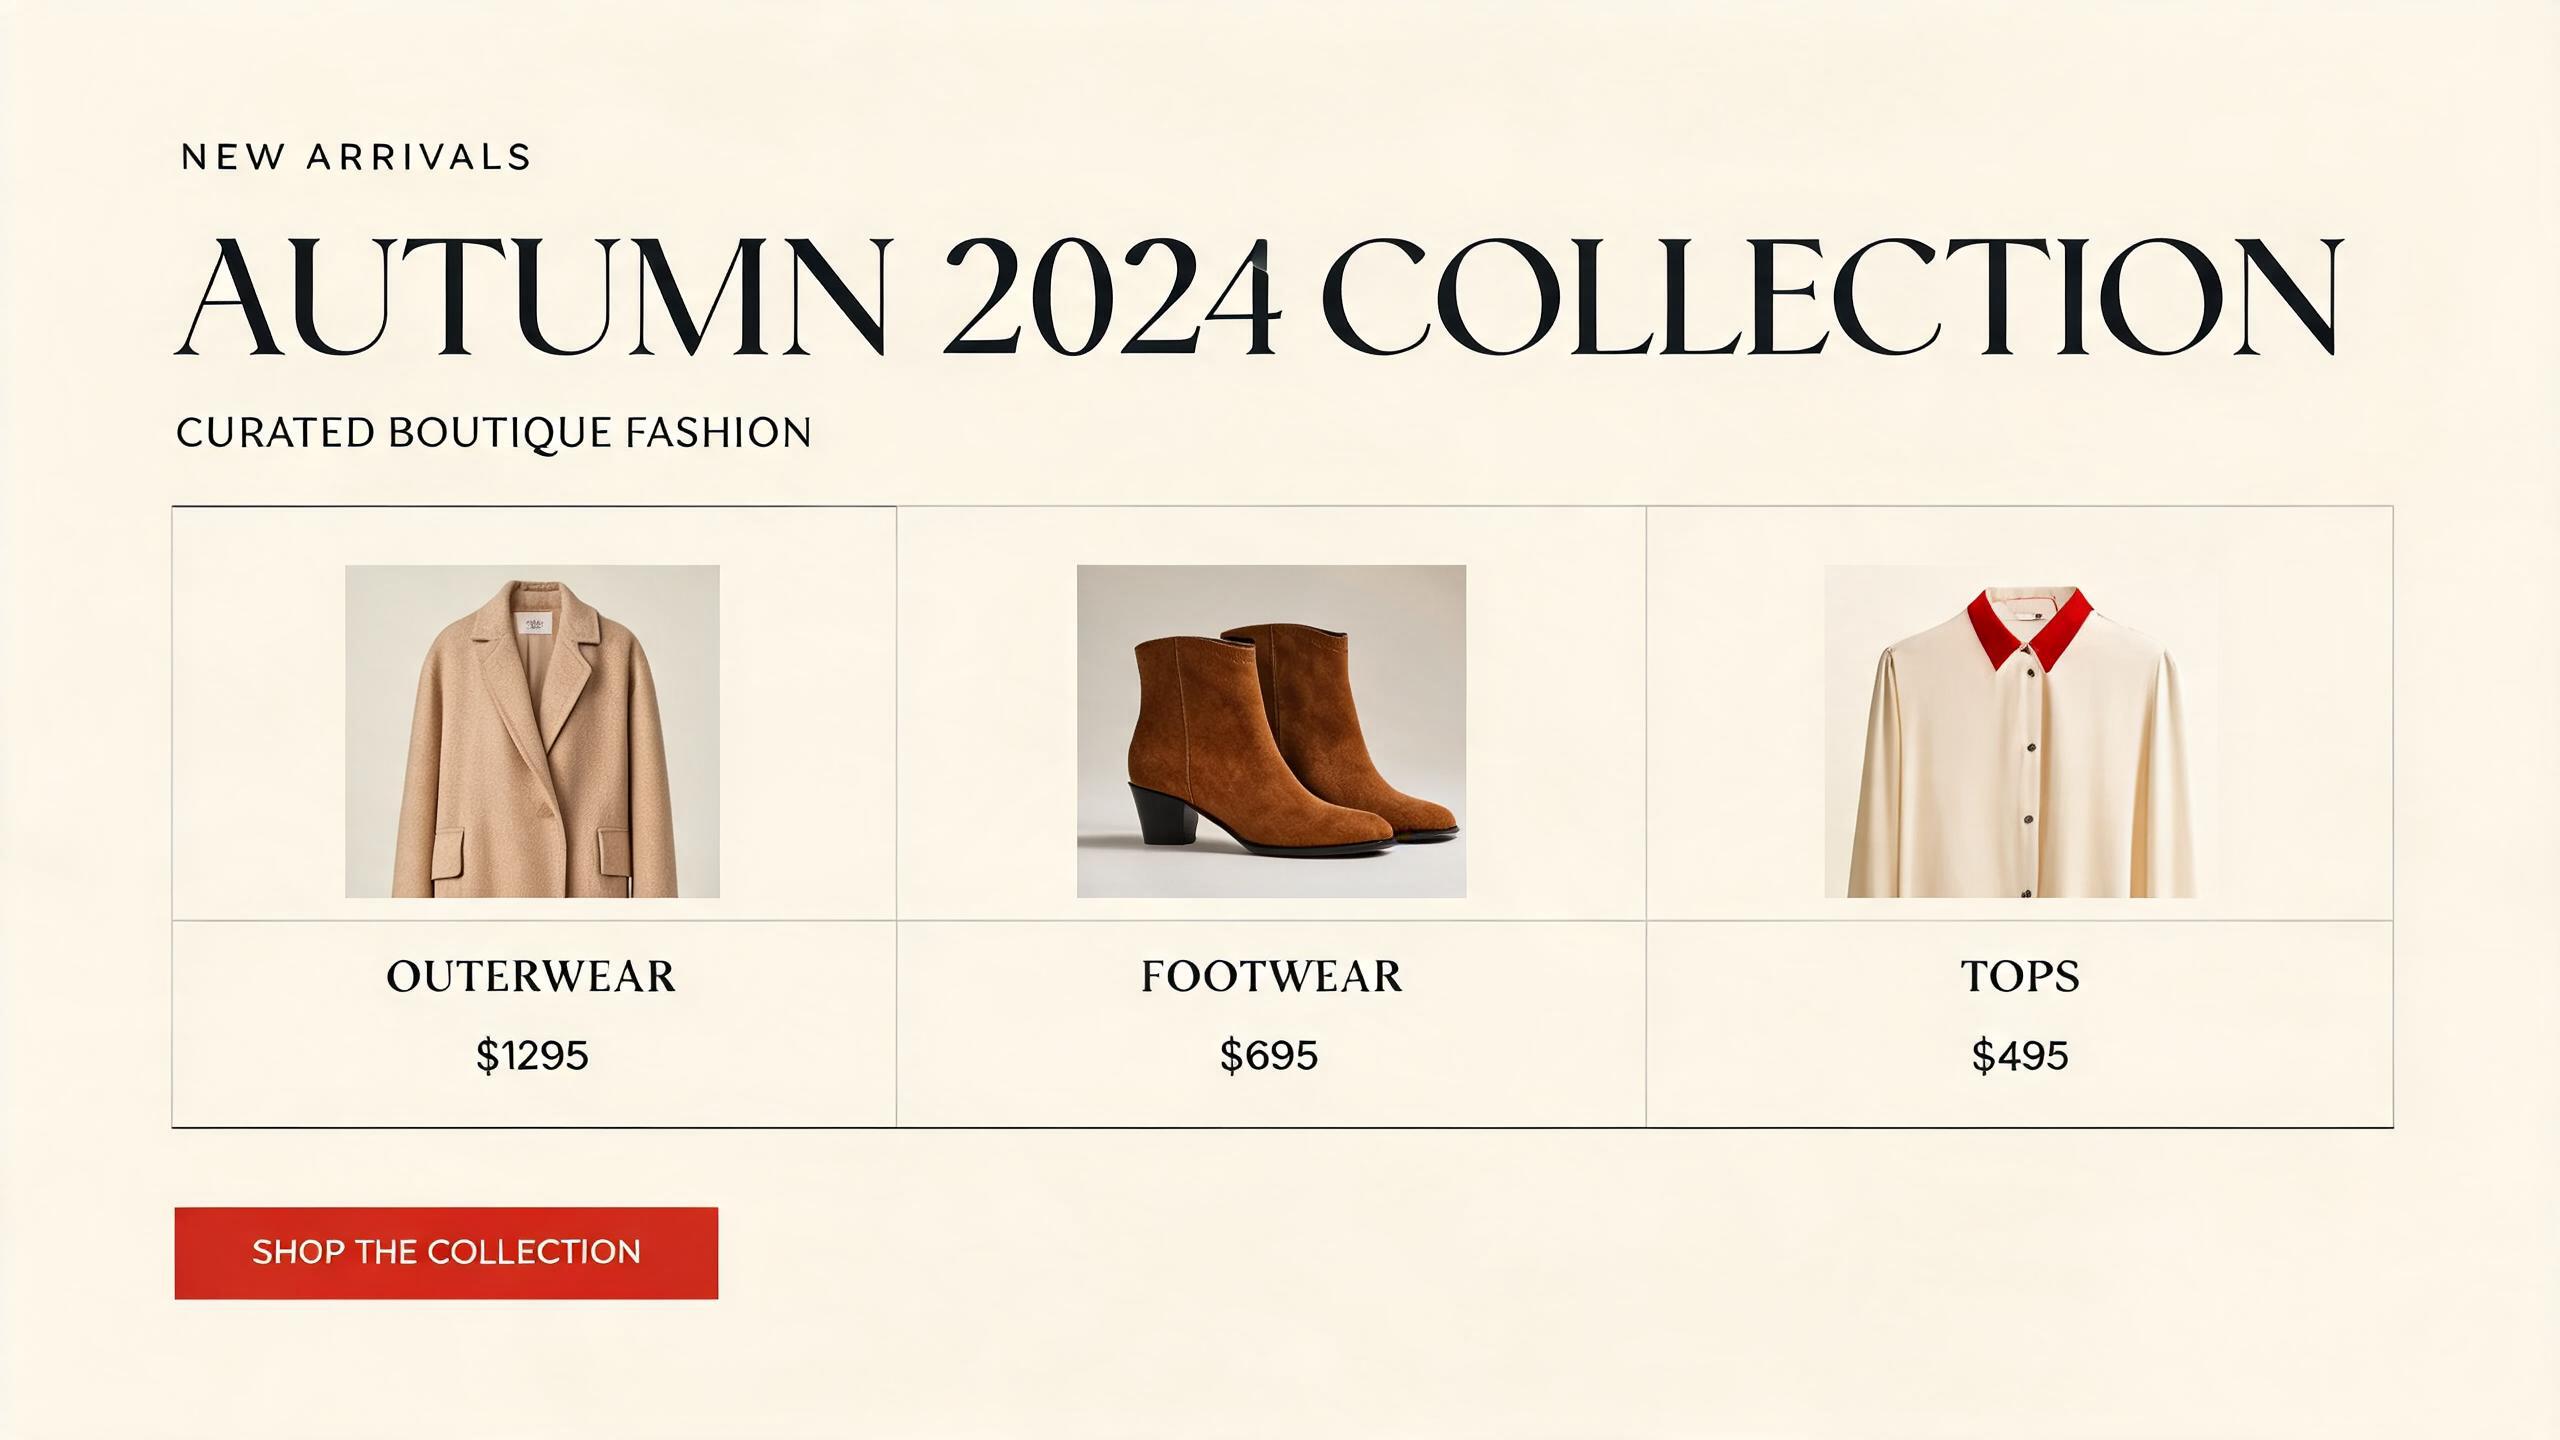 NEW ARRIVALS
AUTUMN 2024 COLLECTION
CURATED BOUTIQUE FASHION
OUTERWEAR
FOOTWEAR
TOPS
$1295
$695
$495
SHOP THE COLLECTION